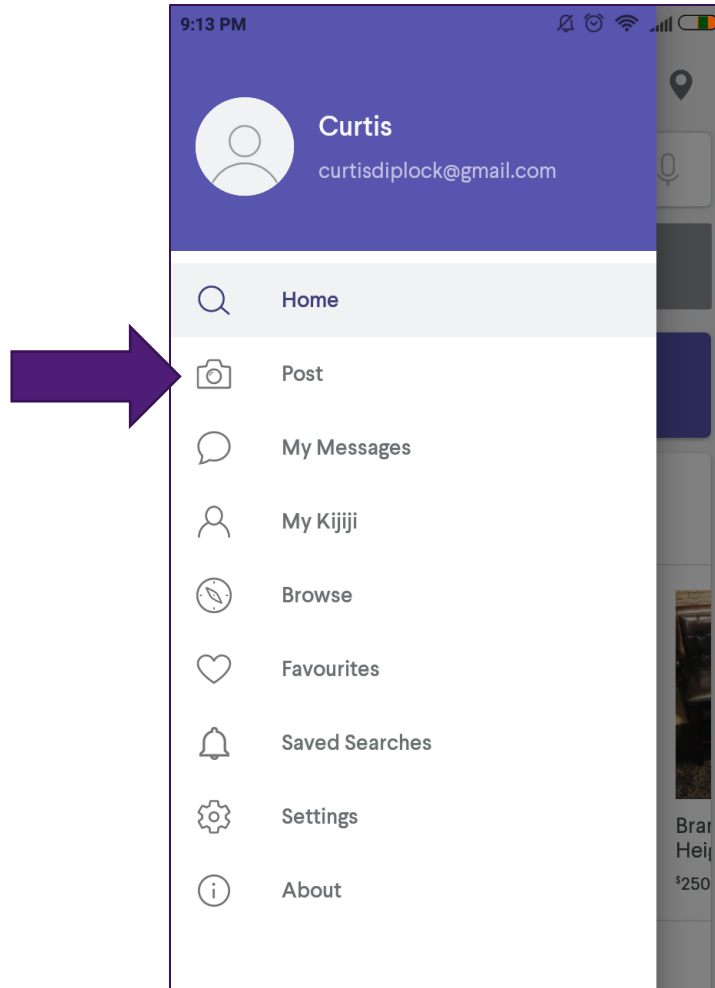 9:13 PM
Curtis
curtisdiplock@gmail.com
Home
Post
My Messages
My Kijiji
Browse
Favourites
Saved Searches
Settings
About
$250